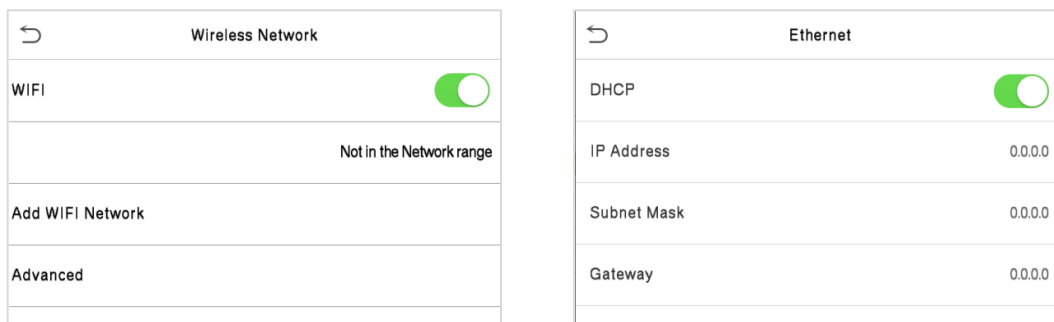 Wireless Network
WIFI
Not in the Network range
Add WIFI Network
Advanced
Ethernet
DHCP
IP Address 0.0.0.0
Subnet Mask 0.0.0.0
Gateway 0.0.0.0